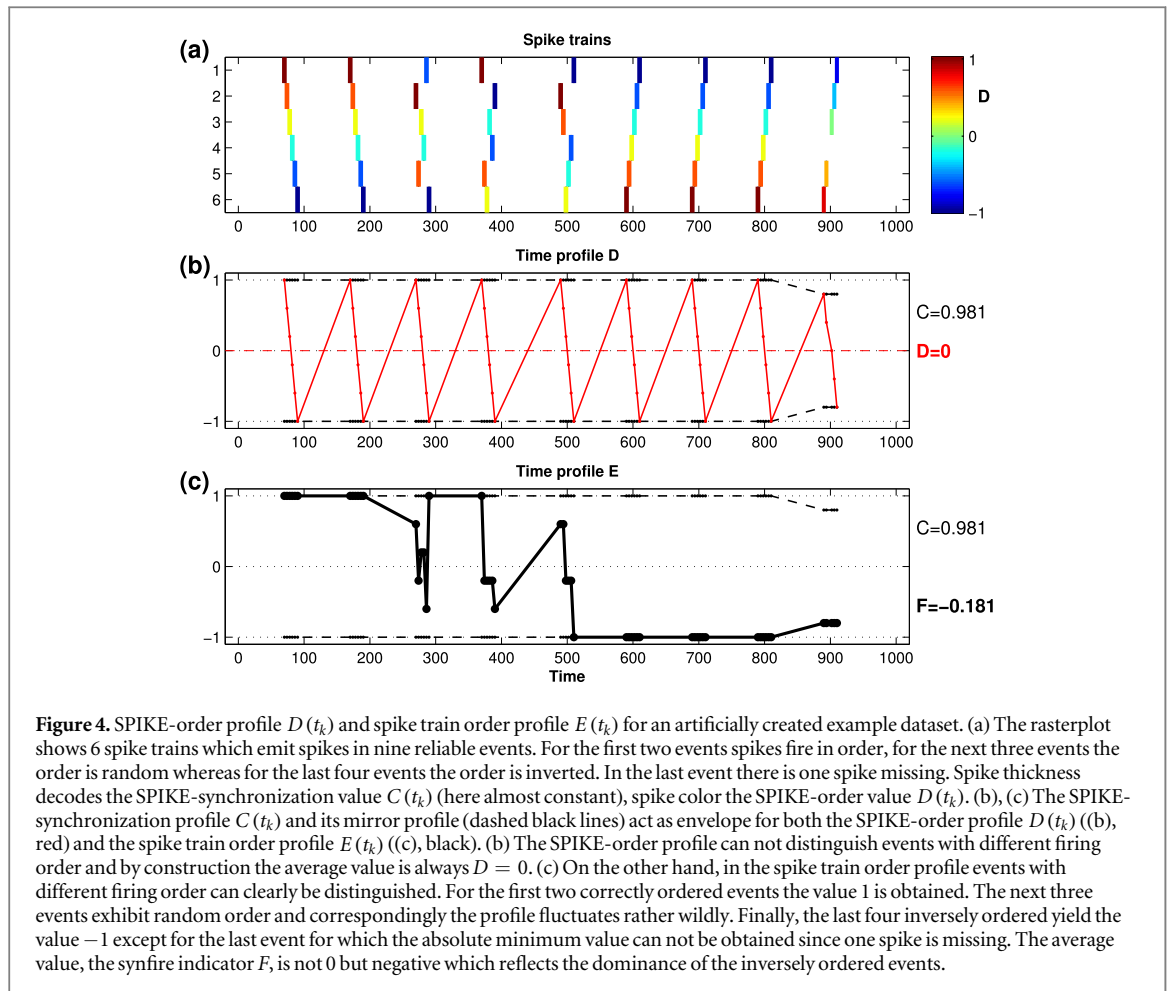 (a)
Spike trains
1
2
3
4
5
6
0 100 200 300 400 500 600 700 800 900 1000
1
D
0
−1
(b)
Time profile D
1
0
−1
C=0.981
D=0
0 100 200 300 400 500 600 700 800 900 1000
(c)
Time profile E
1
0
−1
C=0.981
F=−0.181
0 100 200 300 400 500 600 700 800 900 1000
Time
Figure 4. SPIKE-order profile D(t_k) and spike train order profile E(t_k) for an artificially created example dataset. (a) The rasterplot
shows 6 spike trains which emit spikes in nine reliable events. For the first two events spikes fire in order, for the next three events the
order is random whereas for the last four events the order is inverted. In the last event there is one spike missing. Spike thickness
decodes the SPIKE-synchronization value C(t_k) (here almost constant), spike color the SPIKE-order value D(t_k). (b), (c) The SPIKE-
synchronization profile C(t_k) and its mirror profile (dashed black lines) act as envelope for both the SPIKE-order profile D(t_k) ((b),
red) and the spike train order profile E(t_k) ((c), black). (b) The SPIKE-order profile can not distinguish events with different firing
order and by construction the average value is always D = 0. (c) On the other hand, in the spike train order profile events with
different firing order can clearly be distinguished. For the first two correctly ordered events the value 1 is obtained. The next three
events exhibit random order and correspondingly the profile fluctuates rather wildly. Finally, the last four inversely ordered yield the
value −1 except for the last event for which the absolute minimum value can not be obtained since one spike is missing. The average
value, the synfire indicator F, is not 0 but negative which reflects the dominance of the inversely ordered events.